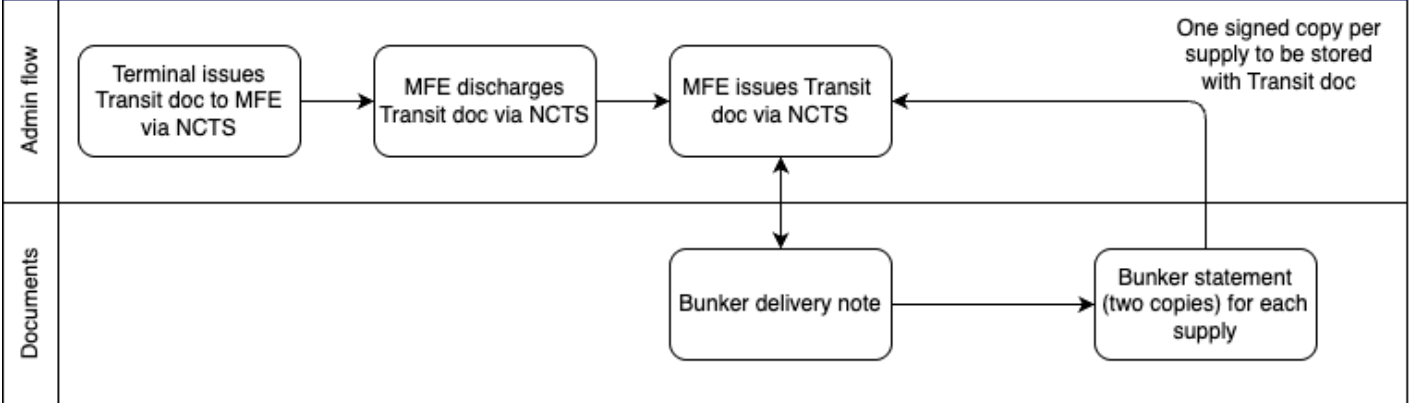 Admin flow
Terminal issues
Transit doc to MFE
via NCTS
MFE discharges
Transit doc via NCTS
MFE issues Transit
doc via NCTS
One signed copy per
supply to be stored
with Transit doc
Documents
Bunker delivery note
Bunker statement
(two copies) for each
supply